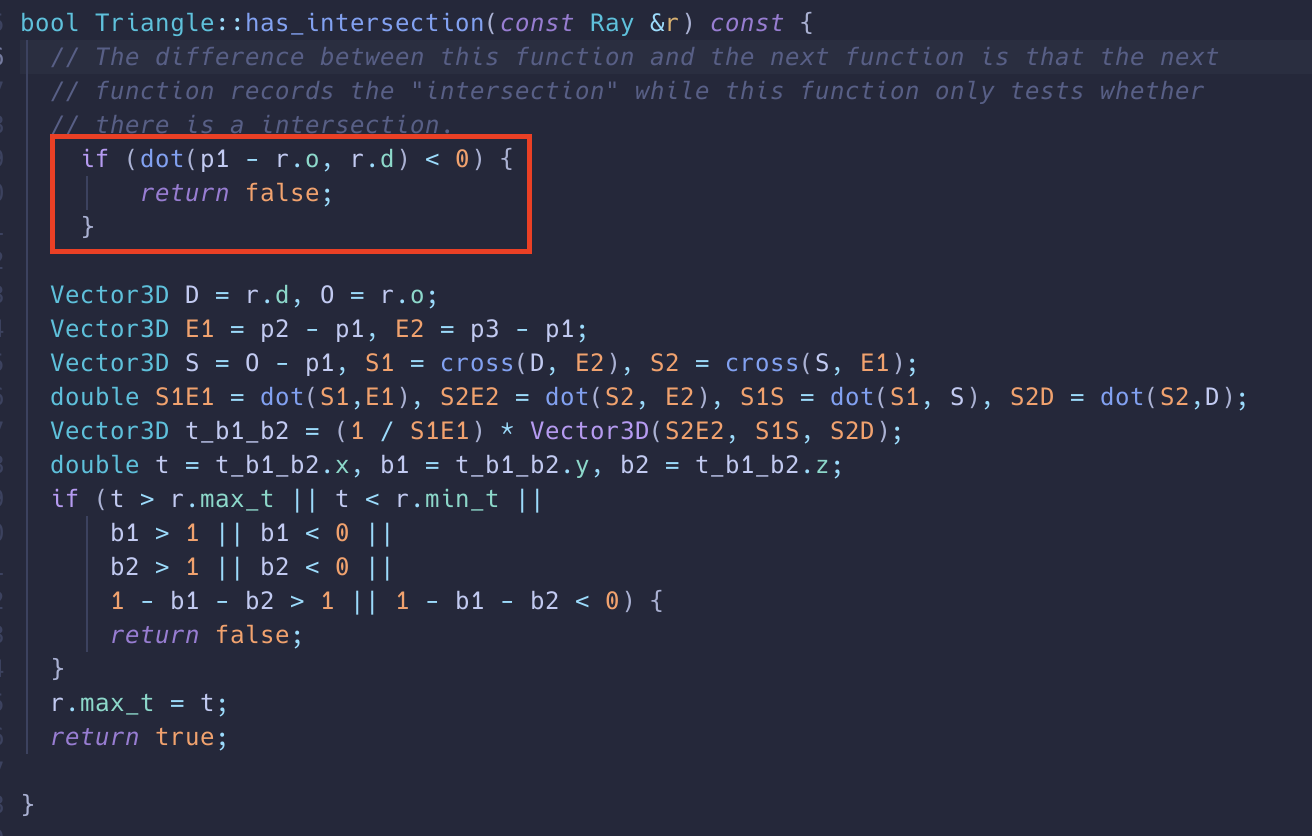 bool Triangle::has_intersection(const Ray &r) const {
// The difference between this function and the next function is that the next
// function records the "intersection" while this function only tests whether
// there is a intersection.
if (dot(p1 - r.o, r.d) < 0) {
return false;
}
Vector3D D = r.d, O = r.o;
Vector3D E1 = p2 - p1, E2 = p3 - p1;
Vector3D S = O - p1, S1 = cross(D, E2), S2 = cross(S, E1);
double S1E1 = dot(S1,E1), S2E2 = dot(S2, E2), S1S = dot(S1, S), S2D = dot(S2,D);
Vector3D t_b1_b2 = (1 / S1E1) * Vector3D(S2E2, S1S, S2D);
double t = t_b1_b2.x, b1 = t_b1_b2.y, b2 = t_b1_b2.z;
if (t > r.max_t || t < r.min_t ||
b1 > 1 || b1 < 0 ||
b2 > 1 || b2 < 0 ||
1 - b1 - b2 > 1 || 1 - b1 - b2 < 0) {
return false;
}
r.max_t = t;
return true;
}